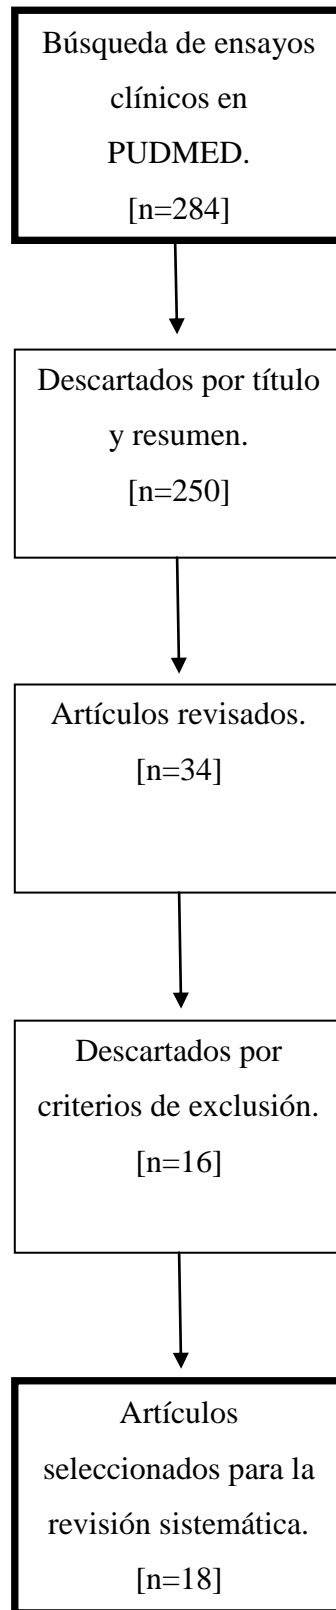 Búsqueda de ensayos
clínicos en
PUDMED.
[n=284]
Descartados por título
y resumen.
[n=250]
Artículos revisados.
[n=34]
Descartados por
criterios de exclusión.
[n=16]
Artículos
seleccionados para la
revisión sistemática.
[n=18]